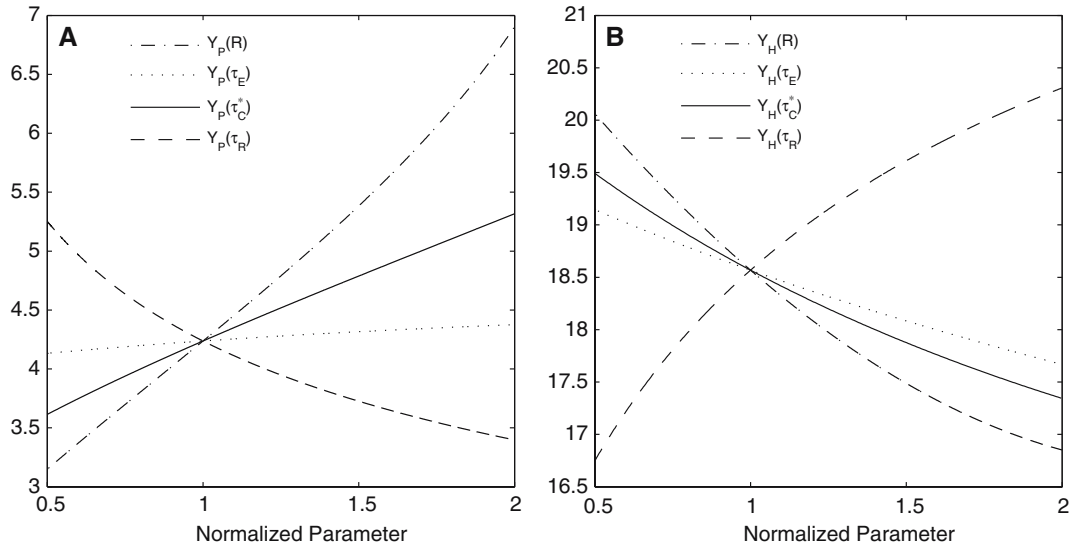 A
Y_P(R)
Y_P(τ_E)
Y_P(τ*_C)
Y_P(τ_R)
7
6.5
6
5.5
5
4.5
4
3.5
3
0.5
1
1.5
2
Normalized Parameter
B
Y_H(R)
Y_H(τ_E)
Y_H(τ*_C)
Y_H(τ_R)
21
20.5
20
19.5
19
18.5
18
17.5
17
16.5
0.5
1
1.5
2
Normalized Parameter